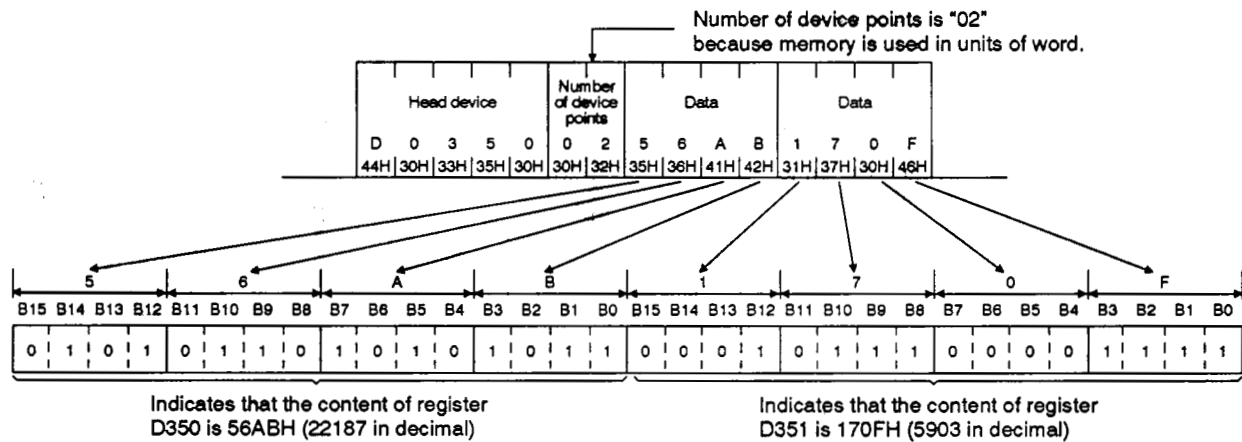 Number of device points is "02"
because memory is used in units of word.
Head device
Number
of device
points
Data
Data
D 0 3 5 0 0 2 5 6 A B 1 7 0 F
44H 30H 33H 35H 30H 30H 32H 35H 36H 41H 42H 31H 37H 30H 46H
5 6 A B 1 7 0 F
B15 B14 B13 B12 B11 B10 B9 B8 B7 B6 B5 B4 B3 B2 B1 B0 B15 B14 B13 B12 B11 B10 B9 B8 B7 B6 B5 B4 B3 B2 B1 B0
0 1 0 1 0 1 1 0 1 0 1 0 1 0 1 1 0 0 0 1 0 1 1 1 0 0 0 0 1 1 1 1
Indicates that the content of register
D350 is 56ABH (22187 in decimal)
Indicates that the content of register
D351 is 170FH (5903 in decimal)